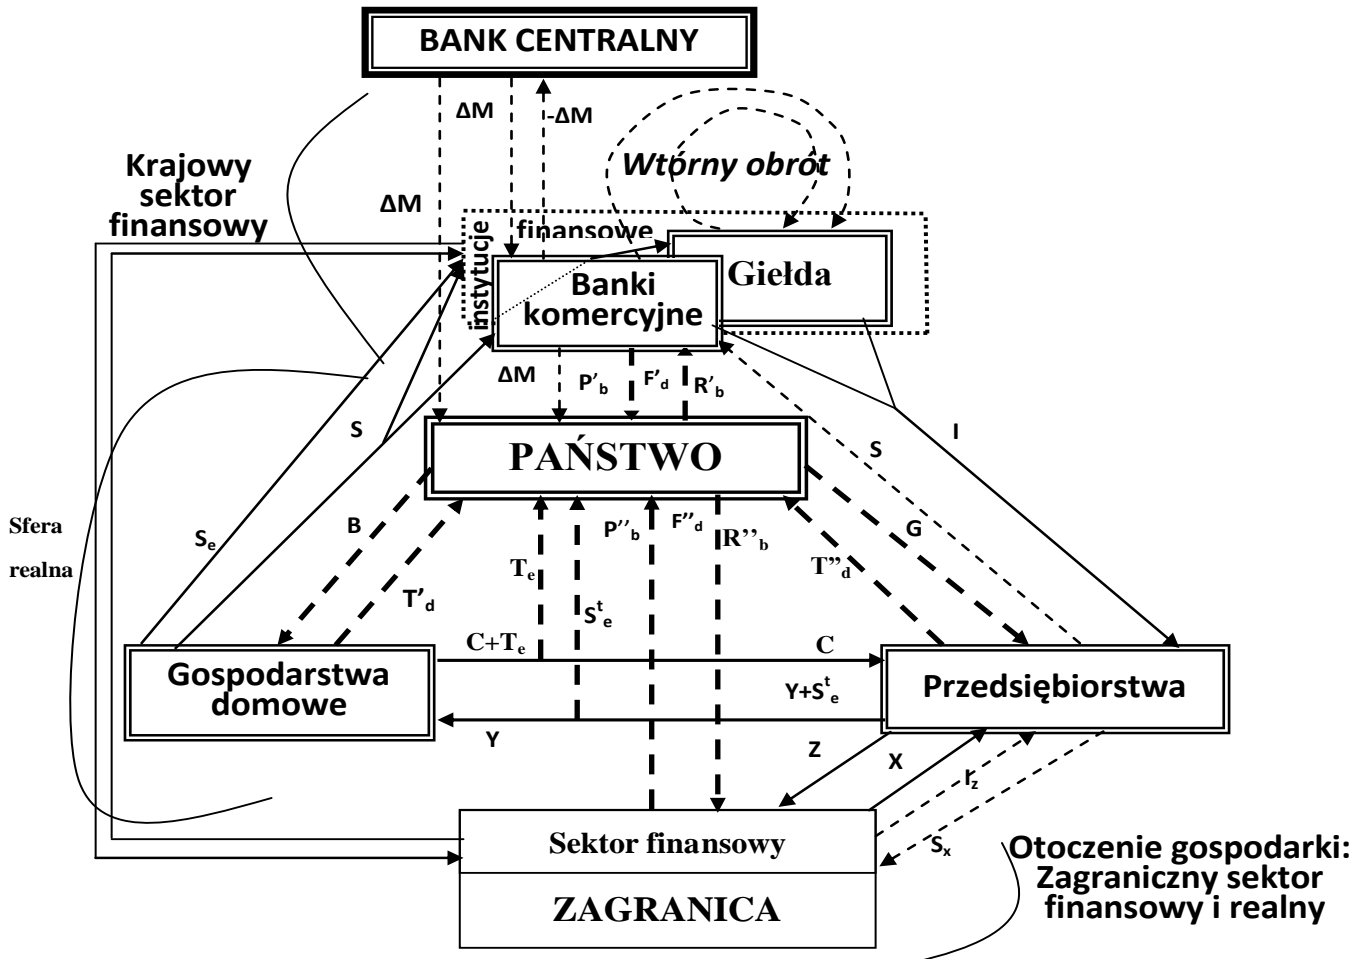 BANK CENTRALNY
ΔM
-ΔM
Wtórny obrót
Krajowy
sektor
finansowy
ΔM
instytucje
finansowe
Giełda
Banki
komercyjne
ΔM
P'b
F'd
R'b
S
S
I
PAŃSTWO
Sfera
realna
Se
B
T'd
Te
Ste
P''b
F''d
R’’b
T”d
G
C+Te
C
Gospodarstwa
domowe
Przedsiębiorstwa
Y+Ste
Y
Z
X
Iz
Sx
Sektor finansowy
ZAGRANICA
Otoczenie gospodarki:
Zagraniczny sektor
finansowy i realny